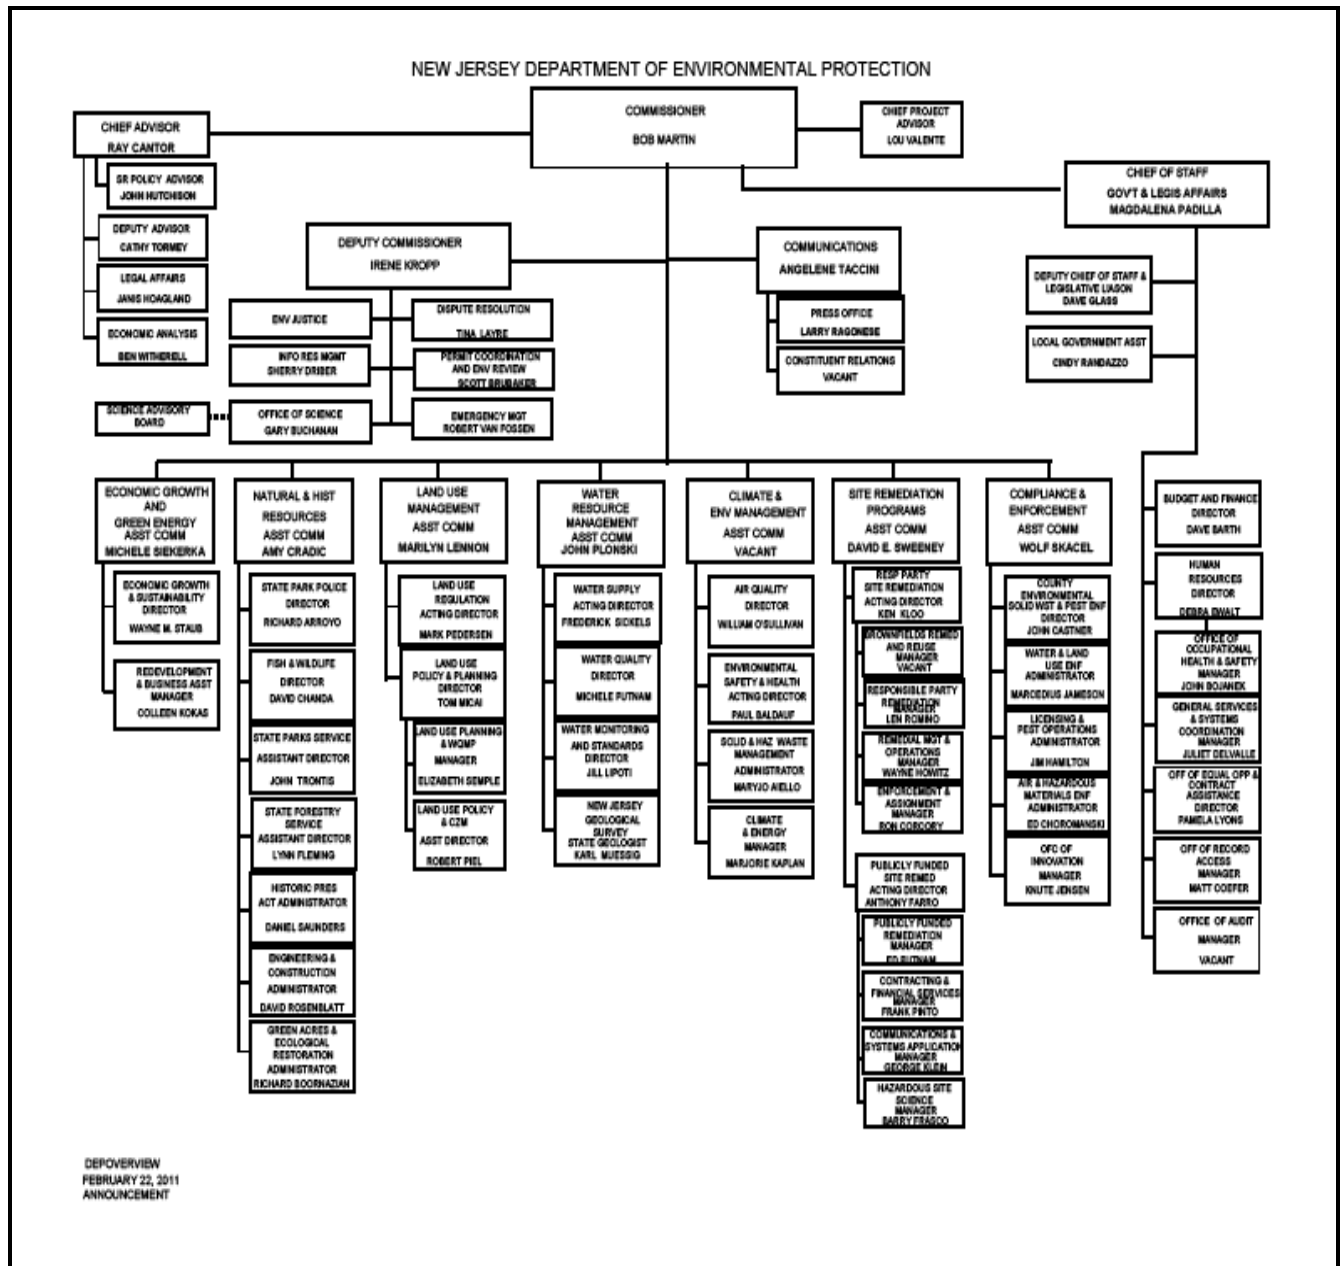 NEW JERSEY DEPARTMENT OF ENVIRONMENTAL PROTECTION
COMMISSIONER
BOB MARTIN
CHIEF ADVISOR
RAY CANTOR
CHIEF PROJECT
ADVISOR
LOU VALENTE
SR POLICY ADVISOR
JOHN HUTCHISON
DEPUTY ADVISOR
CATHY TORMEY
LEGAL AFFAIRS
JANIS HOAGLAND
ECONOMIC ANALYSIS
BEN WITHERELL
CHIEF OF STAFF
GOV'T & LEGIS AFFAIRS
MAGDALENA PADILLA
DEPUTY COMMISSIONER
IRENE KROPP
COMMUNICATIONS
ANGELENE TACCINI
PRESS OFFICE
LARRY RAGONESE
CONSTITUENT RELATIONS
VACANT
DEPUTY CHIEF OF STAFF &
LEGISLATIVE LIASON
DAVE GLASS
LOCAL GOVERNMENT ASST
CINDY RANDAZZO
ENV JUSTICE
DISPUTE RESOLUTION
TINA LAYRE
INFO RES MGMT
SHERRY DRIBER
PERMIT COORDINATION
AND ENV REVIEW
SCOTT BRUBAKER
SCIENCE ADVISORY
BOARD
OFFICE OF SCIENCE
GARY BUCHANAN
EMERGENCY MGT
ROBERT VAN FOSSEN
ECONOMIC GROWTH
AND
GREEN ENERGY
ASST COMM
MICHELE SIEKERKA
ECONOMIC GROWTH
& SUSTAINABILITY
DIRECTOR
WAYNE M. STAUB
REDEVELOPMENT
& BUSINESS ASST
MANAGER
COLLEEN KOKAS
NATURAL & HIST
RESOURCES
ASST COMM
AMY CRADIC
STATE PARK POLICE
DIRECTOR
RICHARD ARROYO
FISH & WILDLIFE
DIRECTOR
DAVID CHANDA
STATE PARKS SERVICE
ASSISTANT DIRECTOR
JOHN TRONTIS
STATE FORESTRY
SERVICE
ASSISTANT DIRECTOR
LYNN FLEMING
HISTORIC PRES
ACT ADMINISTRATOR
DANIEL SAUNDERS
ENGINEERING &
CONSTRUCTION
ADMINISTRATOR
DAVID ROSENBLATT
GREEN ACRES &
ECOLOGICAL
RESTORATION
ADMINISTRATOR
RICHARD BOORNAZIAN
LAND USE
MANAGEMENT
ASST COMM
MARILYN LENNON
LAND USE
REGULATION
ACTING DIRECTOR
MARK PEDERSEN
LAND USE
POLICY & PLANNING
DIRECTOR
TOM MICAI
LAND USE PLANNING
& WQMP
MANAGER
ELIZABETH SEMPLE
LAND USE POLICY
& CZM
ASST DIRECTOR
ROBERT PIEL
WATER
RESOURCE
MANAGEMENT
ASST COMM
JOHN PLONSKI
WATER SUPPLY
ACTING DIRECTOR
FREDERICK SICKELS
WATER QUALITY
DIRECTOR
MICHELE PUTNAM
WATER MONITORING
AND STANDARDS
DIRECTOR
JILL LIPOTI
NEW JERSEY
GEOLOGICAL
SURVEY
STATE GEOLOGIST
KARL MUESSIG
CLIMATE &
ENV MANAGEMENT
ASST COMM
VACANT
AIR QUALITY
DIRECTOR
WILLIAM O'SULLIVAN
ENVIRONMENTAL
SAFETY & HEALTH
ACTING DIRECTOR
PAUL BALDAUF
SOLID & HAZ WASTE
MANAGEMENT
ADMINISTRATOR
MARYJO AIELLO
CLIMATE
& ENERGY
MANAGER
MARJORIE KAPLAN
SITE REMEDIATION
PROGRAMS
ASST COMM
DAVID E. SWEENEY
RESP PARTY
SITE REMEDIATION
ACTING DIRECTOR
KEN KLOO
BROWNFIELDS REMED
AND REUSE
MANAGER
VACANT
RESPONSIBLE PARTY
REMEDIATION
MANAGER
LEN ROMINO
REMEDIAL MGT &
OPERATIONS
MANAGER
WAYNE HOWITZ
ENFORCEMENT &
ASSIGNMENT
MANAGER
RON CORCORY
PUBLICLY FUNDED
SITE REMED
ACTING DIRECTOR
ANTHONY FARRO
PUBLICLY FUNDED
REMEDIATION
MANAGER
ED PUTNAM
CONTRACTING &
FINANCIAL SERVICES
MANAGER
FRANK PINTO
COMMUNICATIONS &
SYSTEMS APPLICATION
MANAGER
GEORGE KLEIN
HAZARDOUS SITE
SCIENCE
MANAGER
BARRY FRASCO
COMPLIANCE &
ENFORCEMENT
ASST COMM
WOLF SKACEL
COUNTY
ENVIRONMENTAL
SOLID WST & PEST ENF
DIRECTOR
JOHN CASTNER
WATER & LAND
USE ENF
ADMINISTRATOR
MARCEDIUS JAMESON
LICENSING &
PEST OPERATIONS
ADMINISTRATOR
JIM HAMILTON
AIR & HAZARDOUS
MATERIALS ENF
ADMINISTRATOR
ED CHOROMANSKI
OFC OF
INNOVATION
MANAGER
KNUTE JENSEN
BUDGET AND FINANCE
DIRECTOR
DAVE BARTH
HUMAN
RESOURCES
DIRECTOR
DEBRA EWALT
OFFICE OF
OCCUPATIONAL
HEALTH & SAFETY
MANAGER
JOHN BOJANEK
GENERAL SERVICES
& SYSTEMS
COORDINATION
MANAGER
JULIET DELVALLE
OFF OF EQUAL OPP &
CONTRACT
ASSISTANCE
DIRECTOR
PAMELA LYONS
OFF OF RECORD
ACCESS
MANAGER
MATT COEFER
OFFICE OF AUDIT
MANAGER
VACANT
DEPOVERVIEW
FEBRUARY 22, 2011
ANNOUNCEMENT